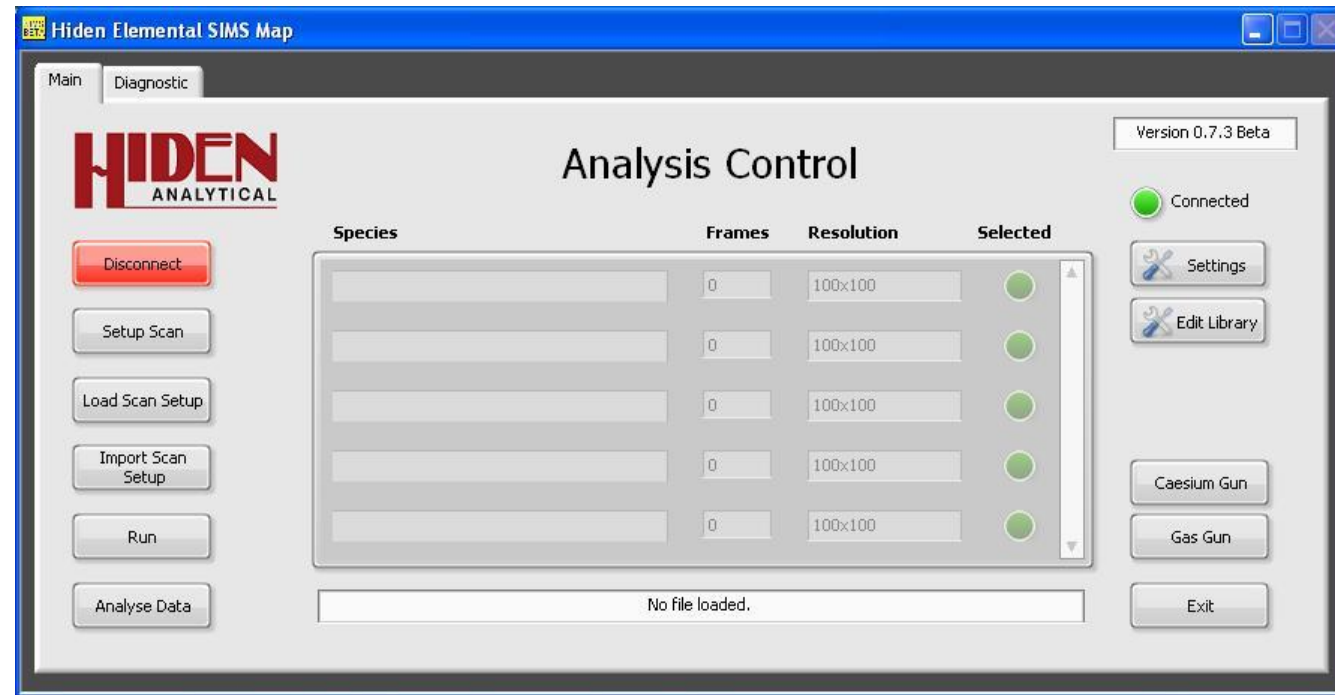 Hiden Elemental SIMS Map
Main Diagnostic
HIDEN
ANALYTICAL
Analysis Control
Version 0.7.3 Beta
Connected
Species Frames Resolution Selected
Disconnect
Setup Scan
Load Scan Setup
Import Scan
Setup
Run
Analyse Data
0 100x100
0 100x100
0 100x100
0 100x100
0 100x100
No file loaded.
Settings
Edit Library
Caesium Gun
Gas Gun
Exit